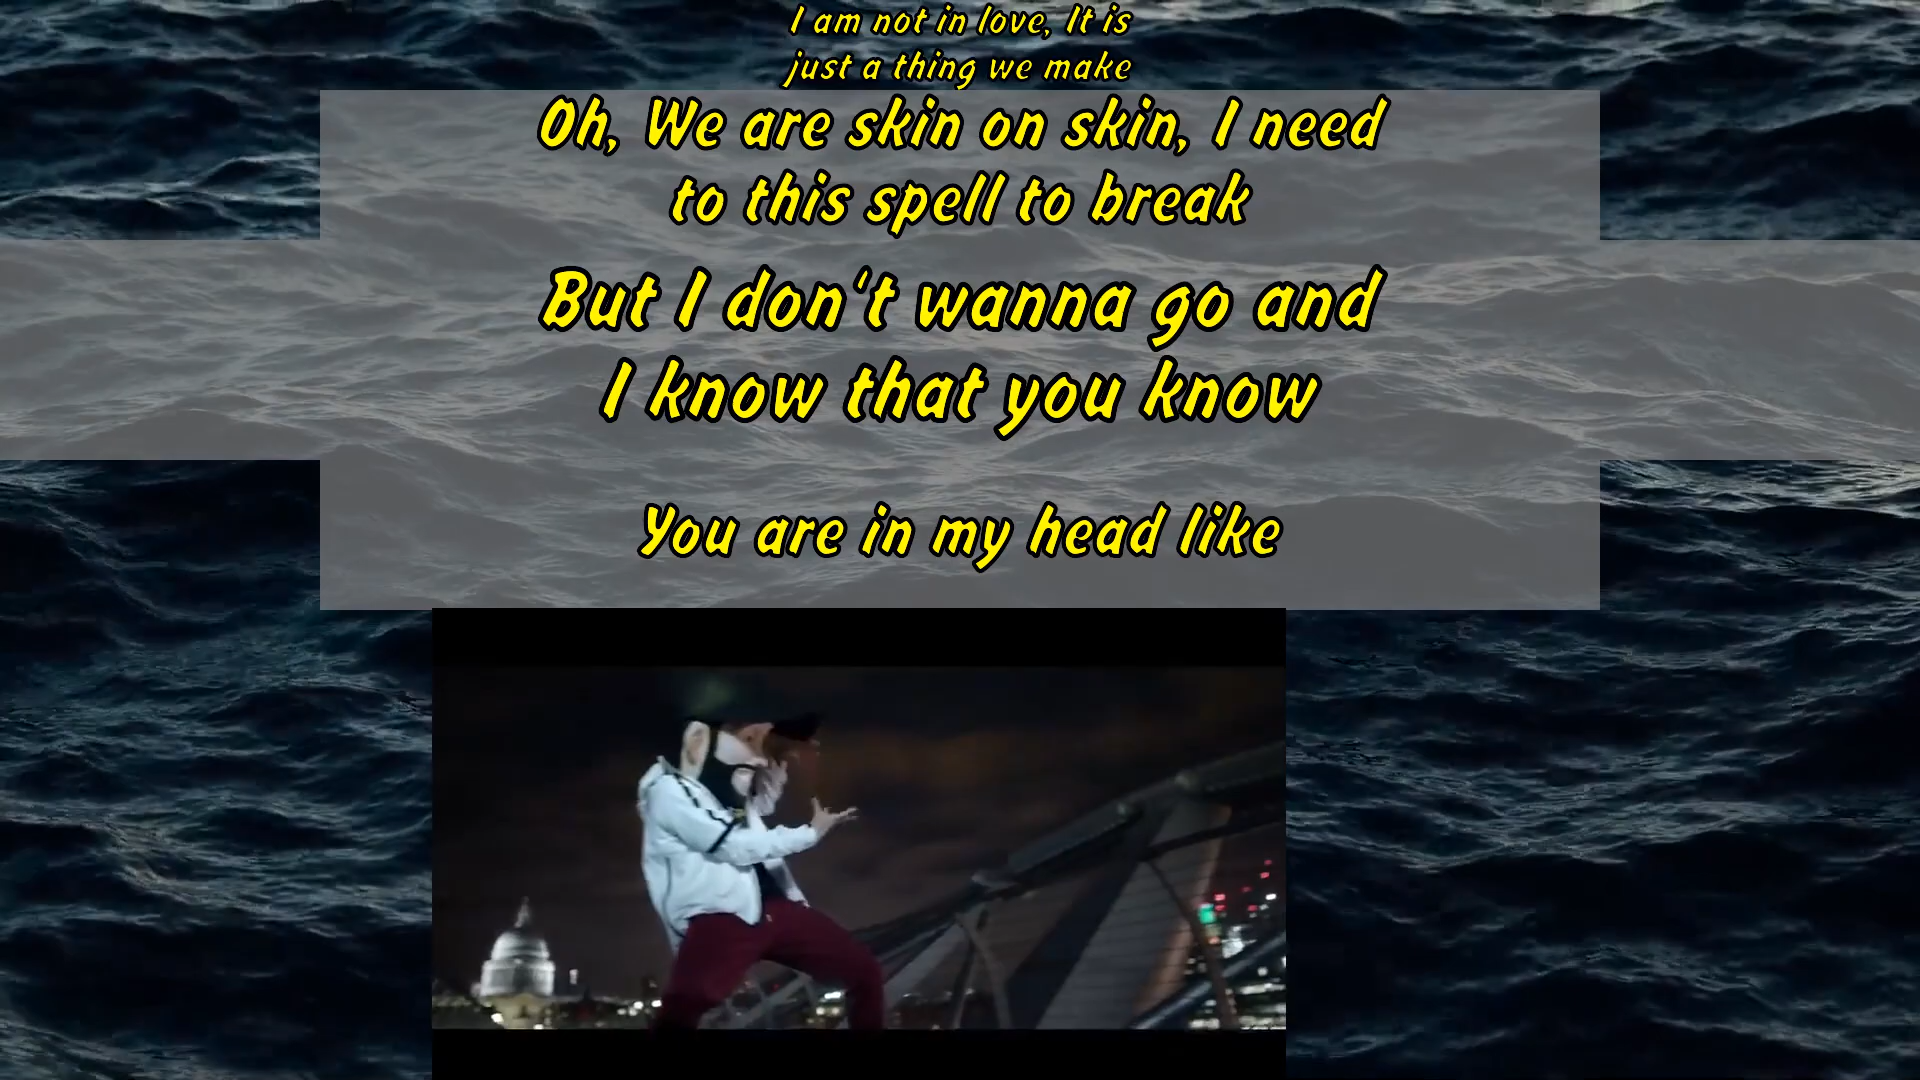 I am not in love, It is
just a thing we make
Oh, We are skin on skin, I need
to this spell to break
But I don't wanna go and
I know that you know
You are in my head like